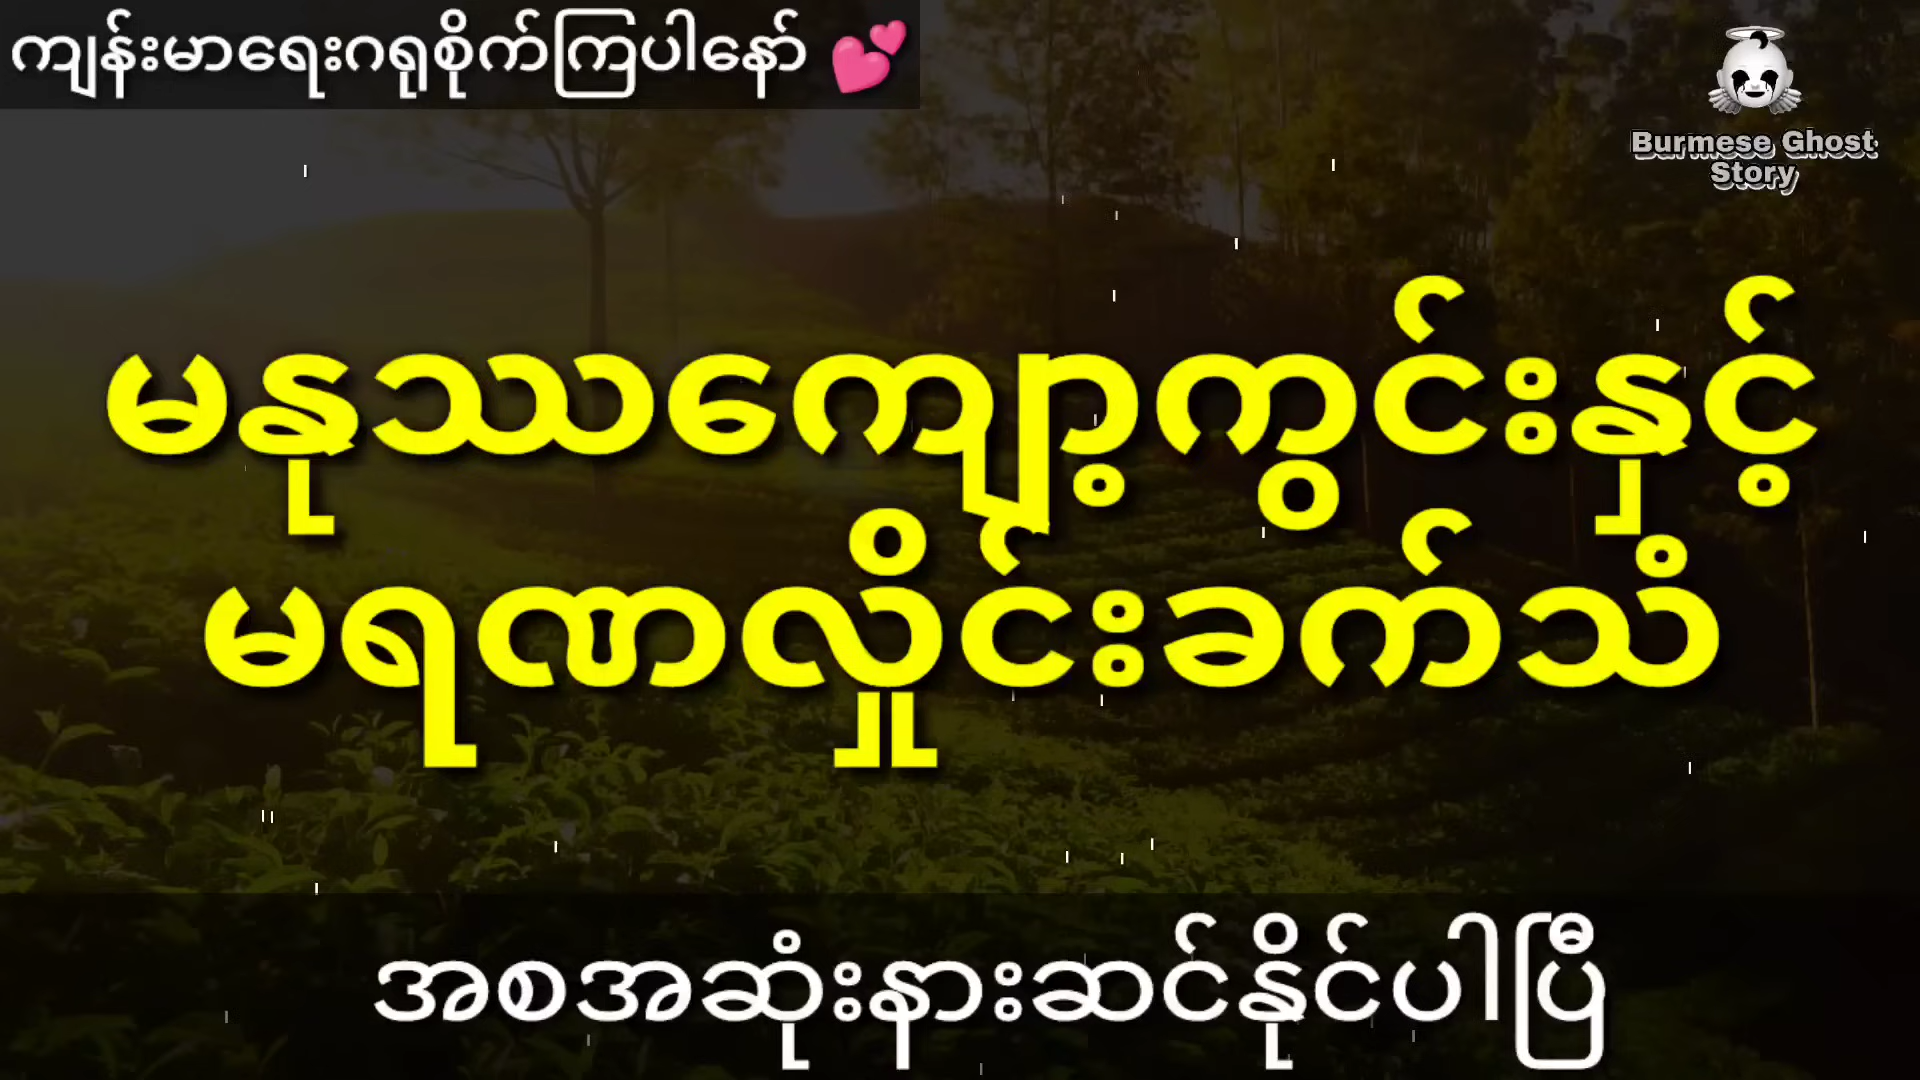 ကျန်းမာရေးဂရုစိုက်ကြပါနော် 💕
Burmese Ghost
Story
မနုဿကျော့ကွင်းနှင့်
မရဏလှိုင်းခက်သံ
အစအဆုံးနားဆင်နိုင်ပါပြီ